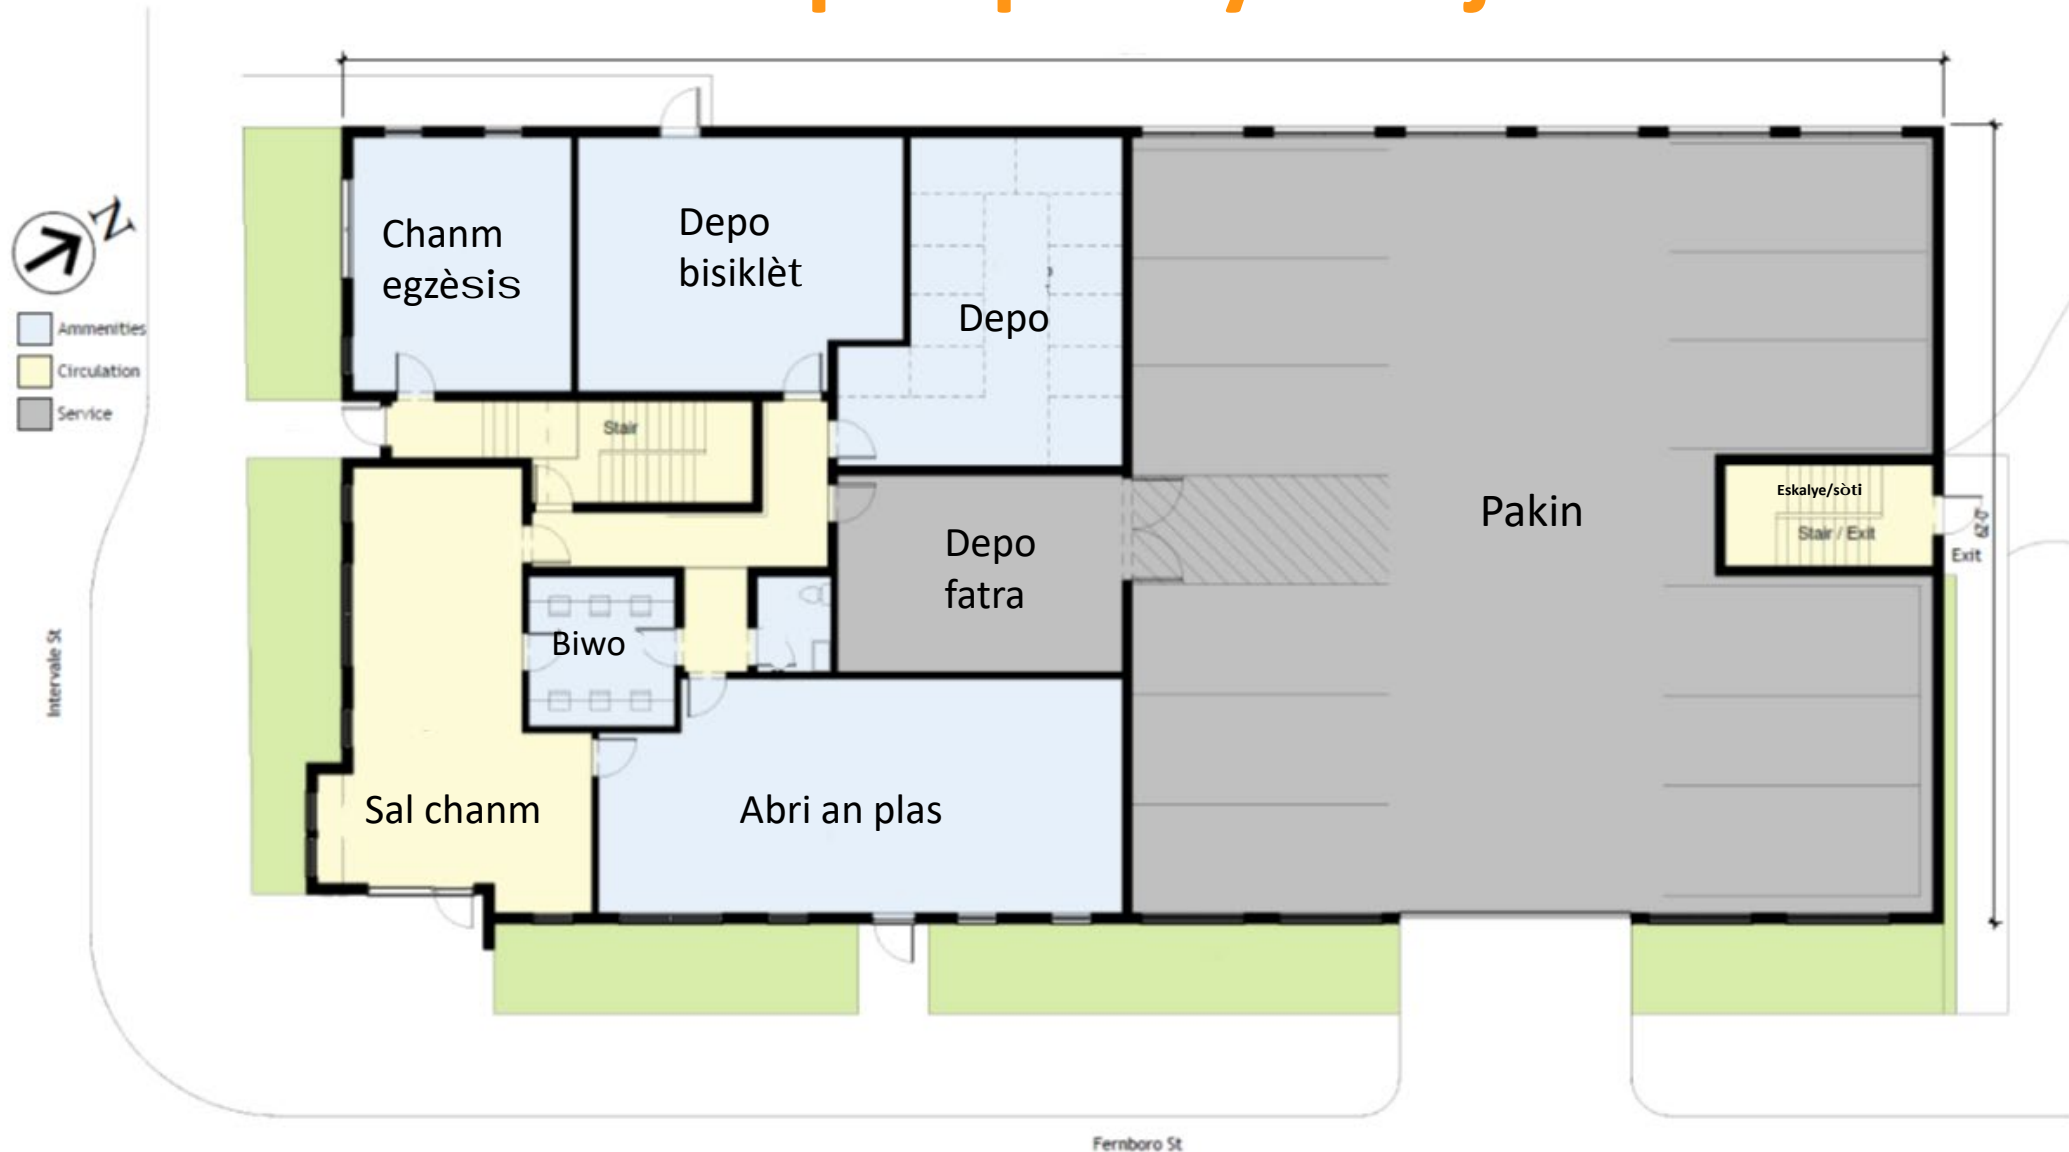 N
Ammenities
Circulation
Service
Chanm
egzèsis
Depo
bisiklèt
Depo
Stair
Pakin
Eskalye/sòti
Stair / Exit
Exit
Depo
fatra
Biwo
Intervale St
Sal chanm
Abri an plas
Fernboro St